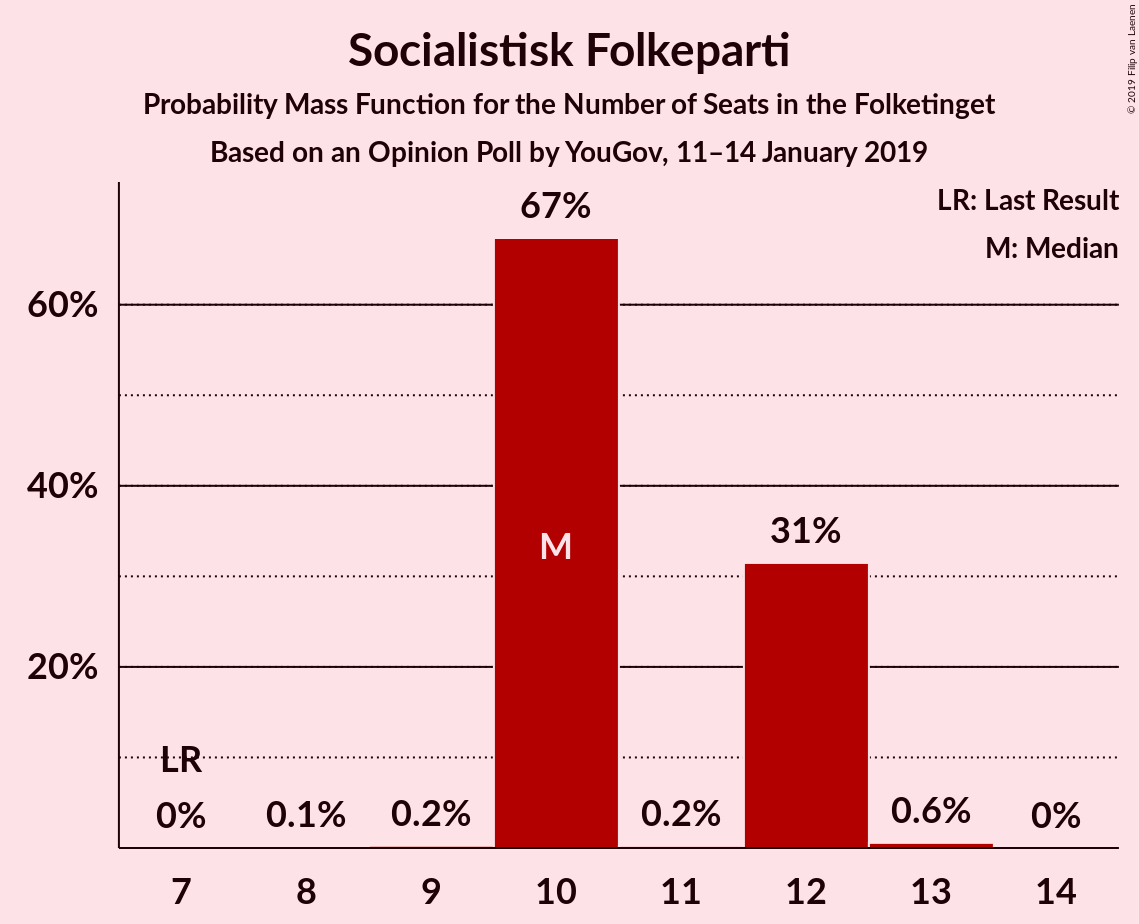 Socialistisk Folkeparti
Probability Mass Function for the Number of Seats in the Folketinget
Based on an Opinion Poll by YouGov, 11–14 January 2019
© 2019 Filip van Laenen
LR: Last Result
M: Median
67%
60%
40%
31%
M
20%
LR
0%
0.1%
0.2%
0.2%
0.6%
0%
7
8
9
10
11
12
13
14